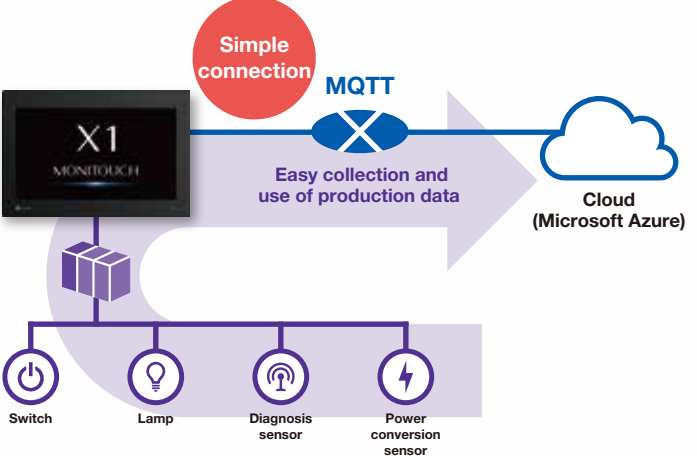 Simple
connection
MQTT
X1
MONITOUCH
Easy collection and
use of production data
Cloud
(Microsoft Azure)
Switch
Lamp
Diagnosis
sensor
Power
conversion
sensor